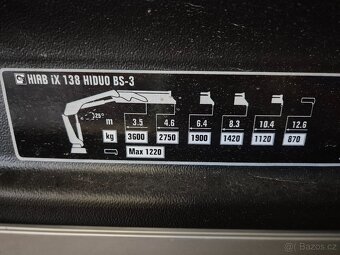 HIAB iX 138 HIDUO BS-3
25°
m 3.5 4.6 6.4 8.3 10.4 12.6
kg 3600 2750 1900 1420 1120 870
Max 1220
Bazos.cz